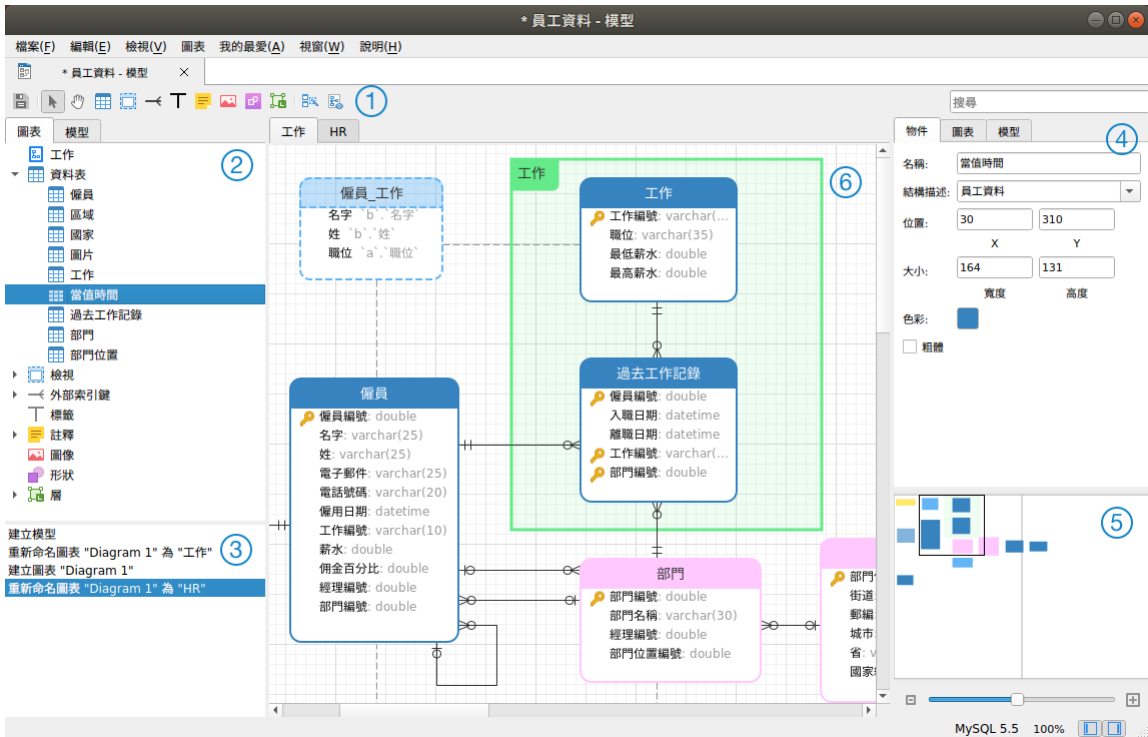 * 員工資料 - 模型
檔案(F) 編輯(E) 檢視(V) 圖表 我的最愛(A) 視窗(W) 說明(H)
* 員工資料 - 模型 ×
1
搜尋
圖表 模型
2
工作
資料表
僱員
區域
國家
圖片
工作
當值時間
過去工作記錄
部門
部門位置
檢視
外部索引鍵
標籤
註釋
圖像
形狀
層
建立模型
重新命名圖表 "Diagram 1" 為 "工作"
建立圖表 "Diagram 1"
重新命名圖表 "Diagram 1" 為 "HR"
3
工作 HR
6
僱員_工作
名字 `b`.`名字`
姓 `b`.`姓`
職位 `a`.`職位`
工作
工作
工作編號: varchar(...
職位: varchar(35)
最低薪水: double
最高薪水: double
過去工作記錄
僱員編號: double
入職日期: datetime
離職日期: datetime
工作編號: varchar(...
部門編號: double
僱員
僱員編號: double
名字: varchar(25)
姓: varchar(25)
電子郵件: varchar(25)
電話號碼: varchar(20)
僱用日期: datetime
工作編號: varchar(10)
薪水: double
佣金百分比: double
經理編號: double
部門編號: double
部門
部門編號: double
部門名稱: varchar(30)
經理編號: double
部門位置編號: double
部門
街道
郵編
城市:
省: v
國家
物件 圖表 模型
4
名稱: 當值時間
結構描述: 員工資料
位置: 30 310
X Y
大小: 164 131
寬度 高度
色彩:
粗體
5
MySQL 5.5 100%